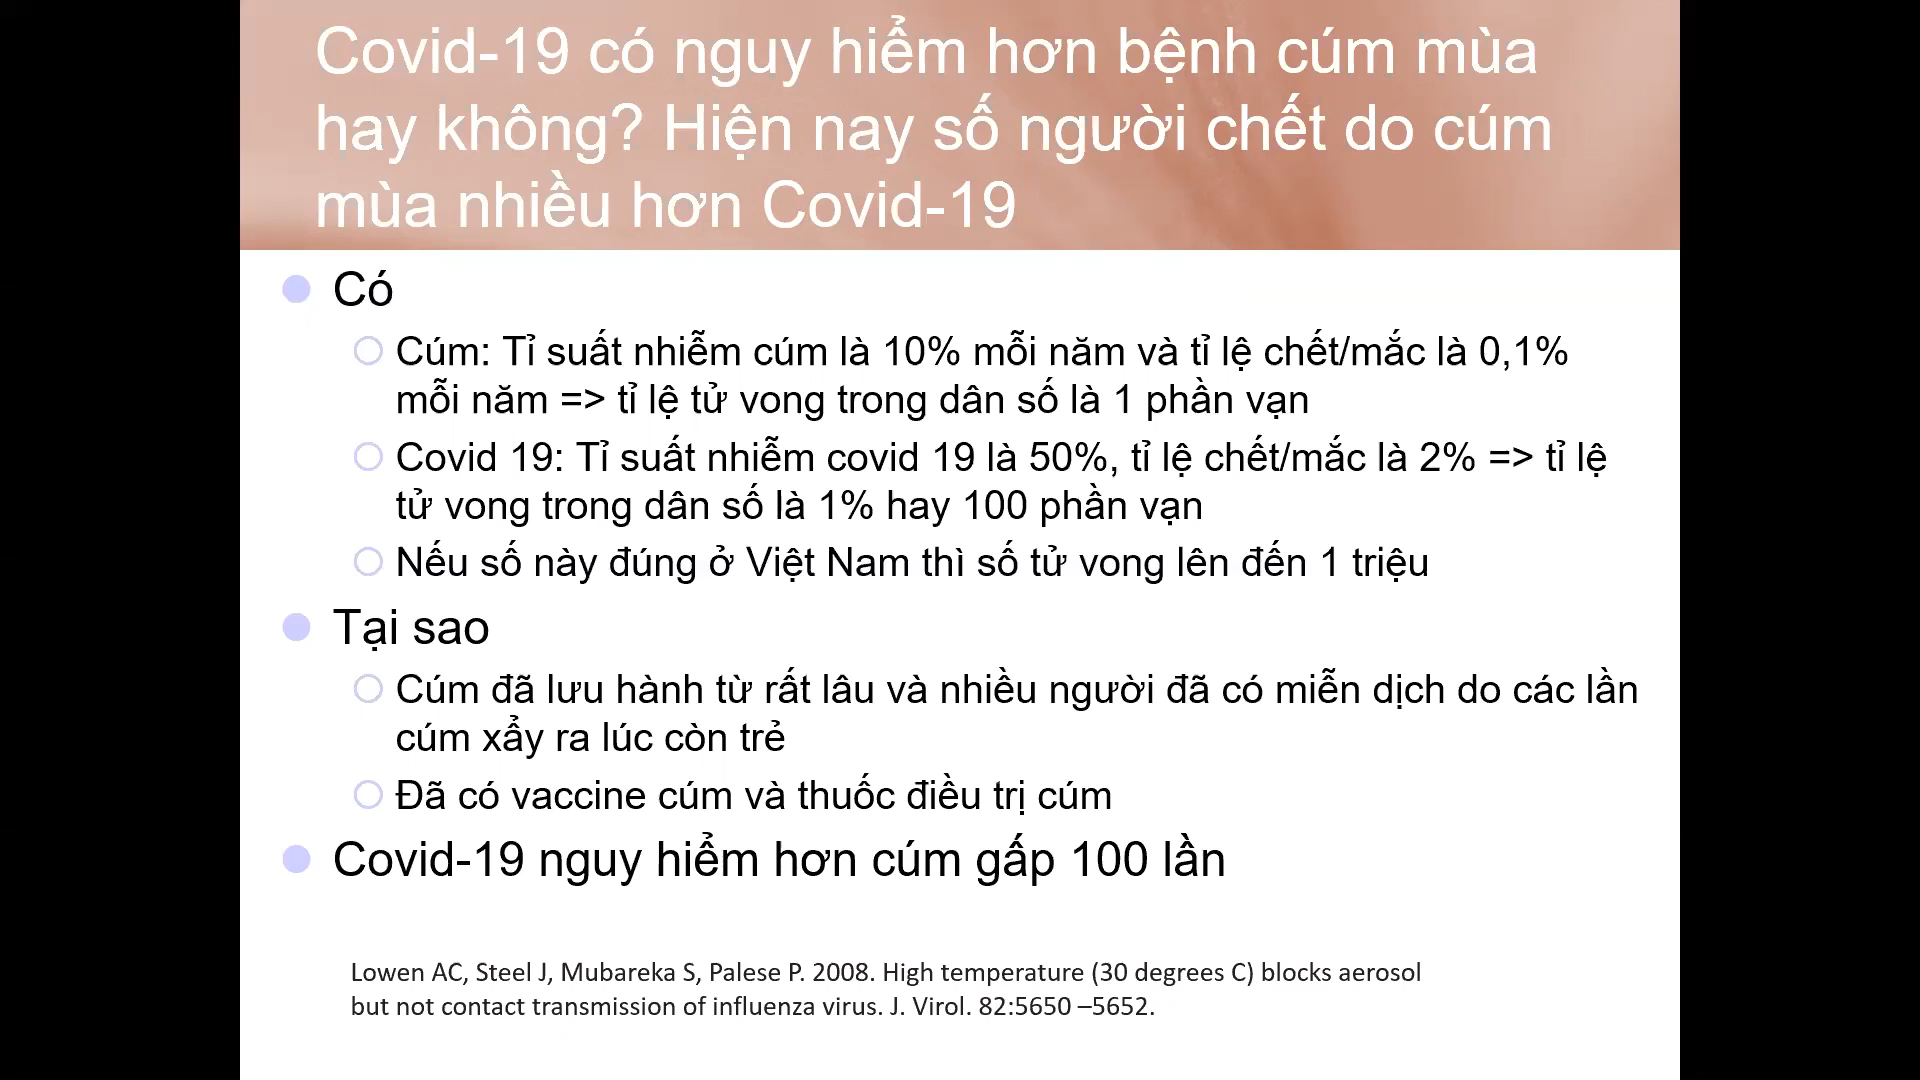 Covid-19 có nguy hiểm hơn bệnh cúm mùa
hay không? Hiện nay số người chết do cúm
mùa nhiều hơn Covid-19
Có
Cúm: Tỉ suất nhiễm cúm là 10% mỗi năm và tỉ lệ chết/mắc là 0,1%
mỗi năm => tỉ lệ tử vong trong dân số là 1 phần vạn
Covid 19: Tỉ suất nhiễm covid 19 là 50%, tỉ lệ chết/mắc là 2% => tỉ lệ
tử vong trong dân số là 1% hay 100 phần vạn
Nếu số này đúng ở Việt Nam thì số tử vong lên đến 1 triệu
Tại sao
Cúm đã lưu hành từ rất lâu và nhiều người đã có miễn dịch do các lần
cúm xẩy ra lúc còn trẻ
Đã có vaccine cúm và thuốc điều trị cúm
Covid-19 nguy hiểm hơn cúm gấp 100 lần
Lowen AC, Steel J, Mubareka S, Palese P. 2008. High temperature (30 degrees C) blocks aerosol
but not contact transmission of influenza virus. J. Virol. 82:5650 –5652.